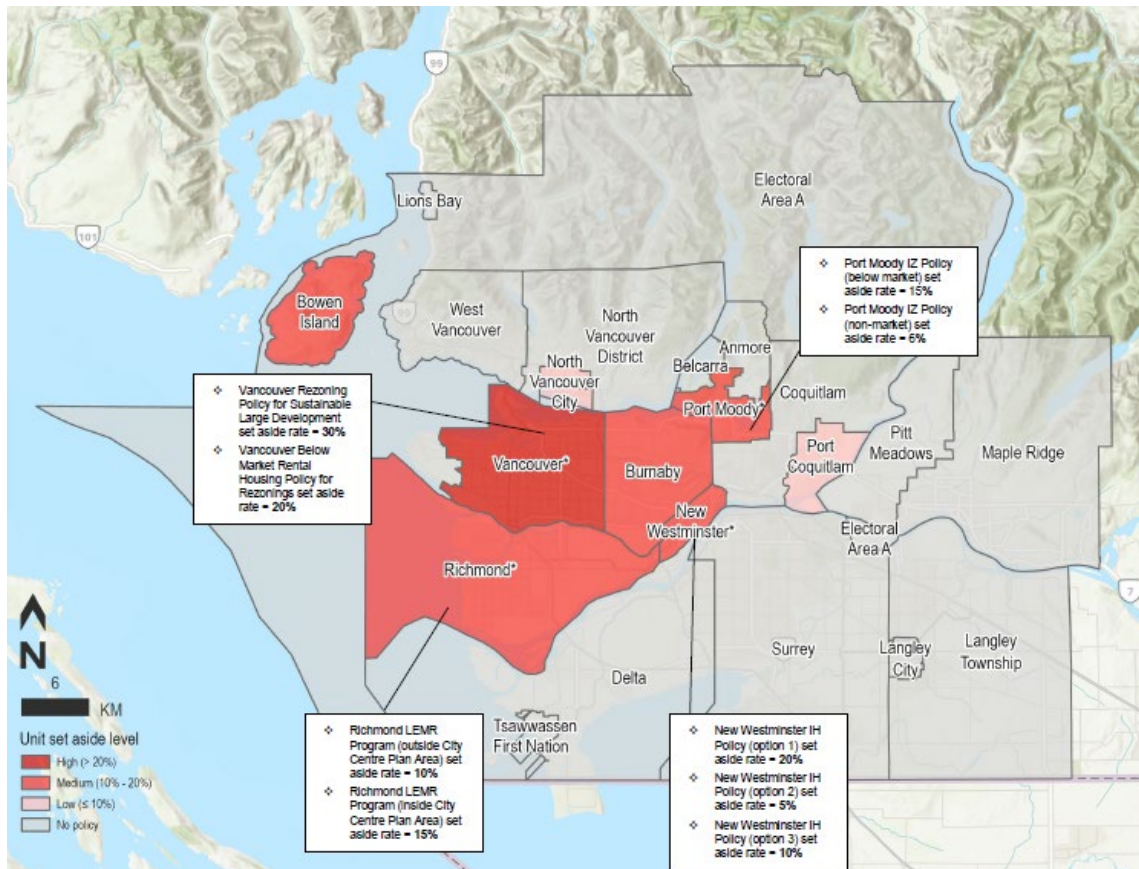 99
Lions Bay
Electoral
Area A
101
Bowen
Island
99
West
Vancouver
North
Vancouver
District
North
Vancouver
City
Anmore
Belcarra
Port Moody*
Coquitlam
Port
Coquitlam
Pitt
Meadows
Maple Ridge
❖ Port Moody IZ Policy
(below market) set
aside rate = 15%
❖ Port Moody IZ Policy
(non-market) set
aside rate = 6%
❖ Vancouver Rezoning
Policy for Sustainable
Large Development
set aside rate = 30%
❖ Vancouver Below
Market Rental
Housing Policy for
Rezonings set aside
rate = 20%
Vancouver*
Burnaby
New
Westminster*
Electoral
Area A
Richmond*
7
Surrey
Langley
City
Langley
Township
Delta
Tsawwassen
First Nation
❖ Richmond LEMR
Program (outside City
Centre Plan Area) set
aside rate = 10%
❖ Richmond LEMR
Program (Inside City
Centre Plan Area) set
aside rate = 15%
❖ New Westminster IH
Policy (option 1) set
aside rate = 20%
❖ New Westminster IH
Policy (option 2) set
aside rate = 5%
❖ New Westminster IH
Policy (option 3) set
aside rate = 10%
N
6
KM
Unit set aside level
High (> 20%)
Medium (10% - 20%)
Low (≤ 10%)
No policy